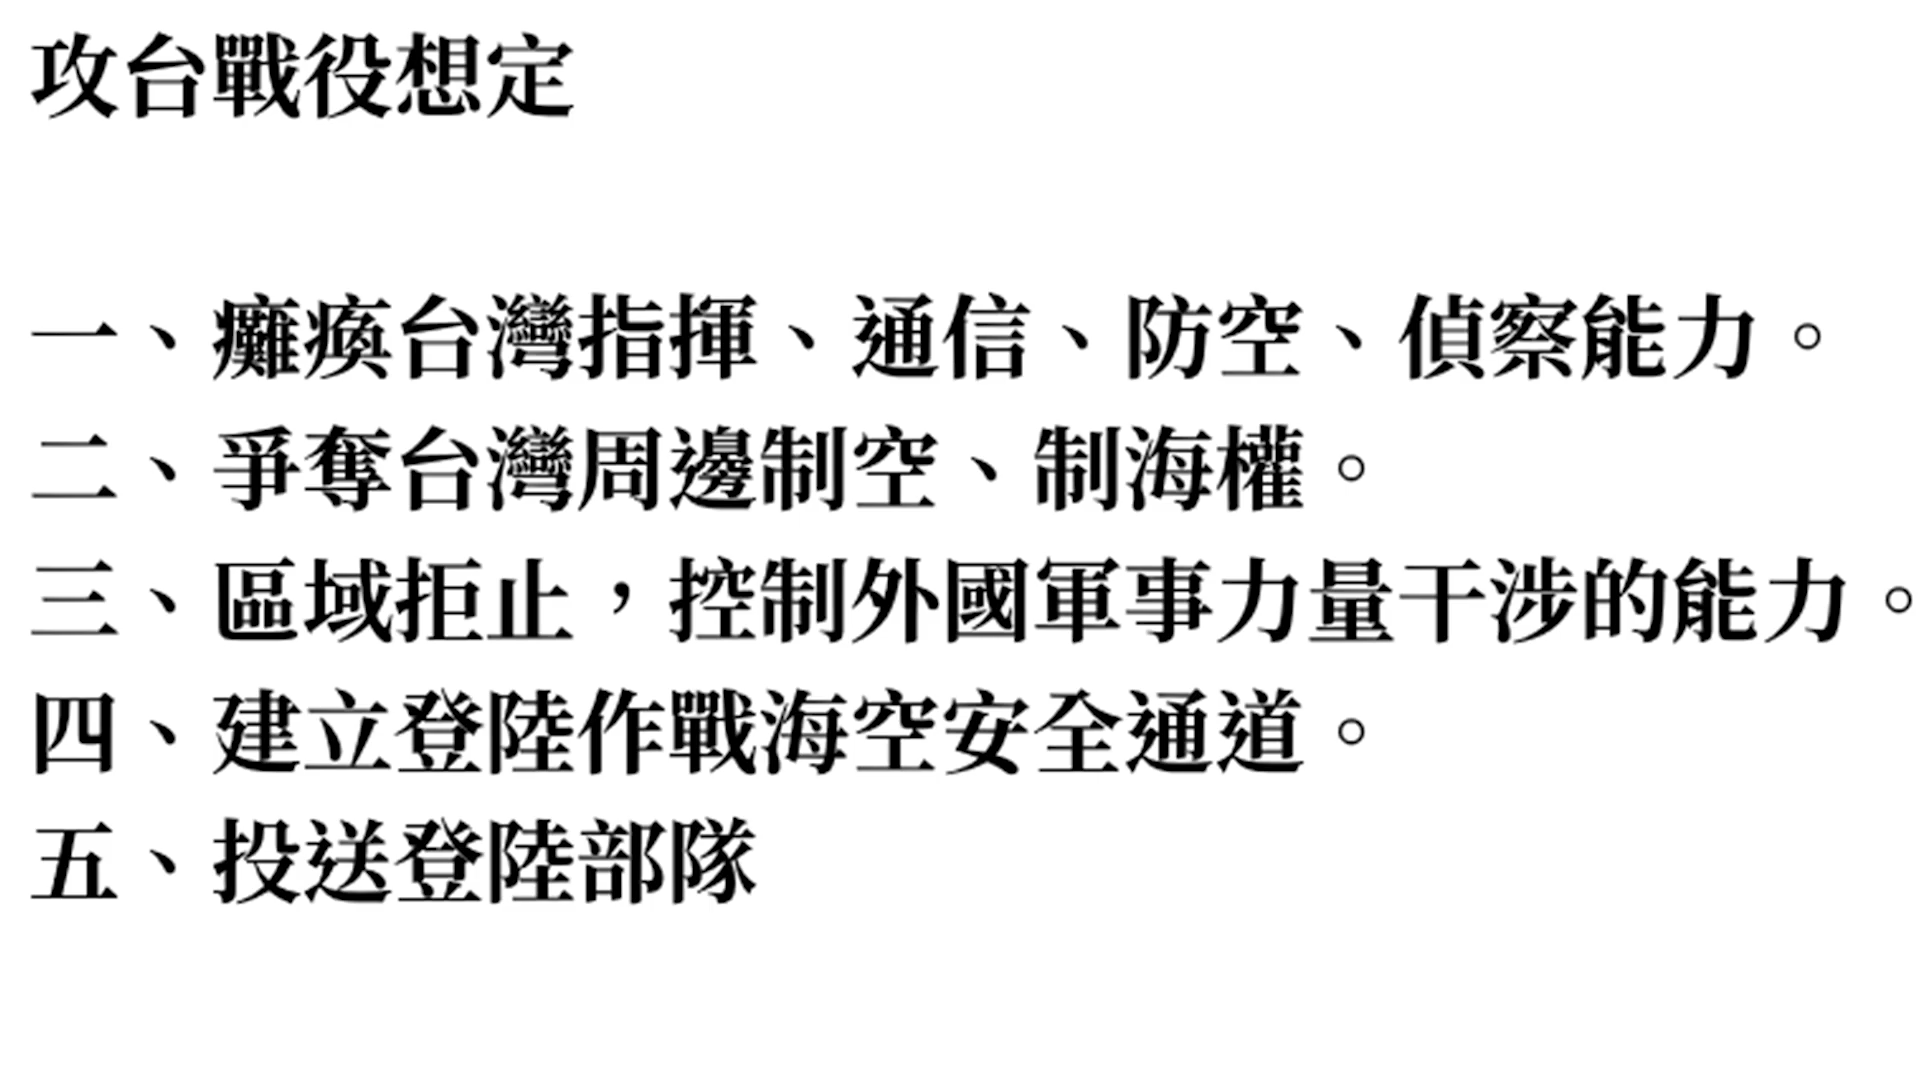 攻台戰役想定
一、癱瘓台灣指揮、通信、防空、偵察能力。
二、爭奪台灣周邊制空、制海權。
三、區域拒止，控制外國軍事力量干涉的能力。
四、建立登陸作戰海空安全通道。
五、投送登陸部隊